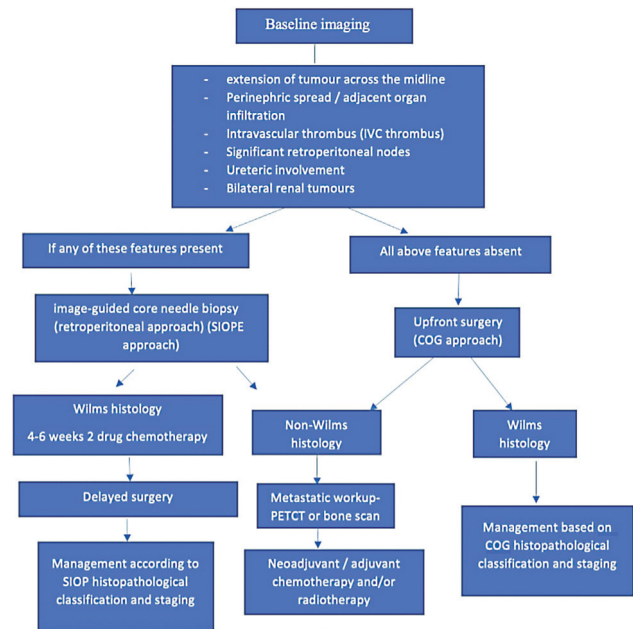 Baseline imaging
- extension of tumour across the midline
- Perinephric spread / adjacent organ
infiltration
- Intravascular thrombus (IVC thrombus)
- Significant retroperitoneal nodes
- Ureteric involvement
- Bilateral renal tumours
If any of these features present
All above features absent
image-guided core needle biopsy
(retroperitoneal approach) (SIOPE
approach)
Upfront surgery
(COG approach)
Wilms histology
4-6 weeks 2 drug chemotherapy
Non-Wilms
histology
Wilms
histology
Delayed surgery
Metastatic workup-
PETCT or bone scan
Management based on
COG histopathological
classification and staging
Management according to
SIOP histopathological
classification and staging
Neoadjuvant / adjuvant
chemotherapy and/or
radiotherapy